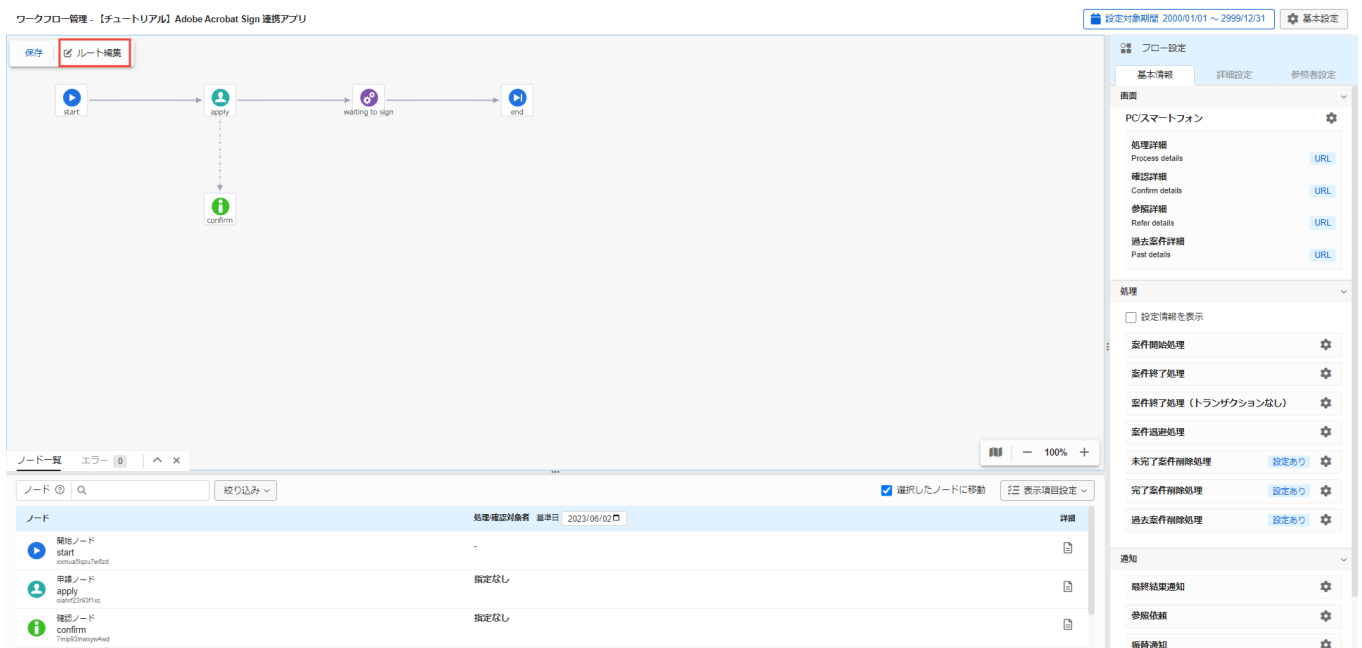 ワークフロー管理 - 【チュートリアル】Adobe Acrobat Sign 連携アプリ
設定対象期間 2000/01/01 ～ 2999/12/31
基本設定
保存
ルート編集
start
apply
waiting to sign
end
confirm
100%
フロー設定
基本情報 詳細設定 参照者設定
画面
PC/スマートフォン
処理詳細
Process details
URL
確認詳細
Confirm details
URL
参照詳細
Refer details
URL
過去案件詳細
Past details
URL
処理
設定情報を表示
案件開始処理
案件終了処理
案件終了処理（トランザクションなし）
案件退避処理
未完了案件削除処理 設定あり
完了案件削除処理 設定あり
過去案件削除処理 設定あり
通知
最終結果通知
参照依頼
振替通知
ノード一覧 エラー 0
ノード
絞り込み
選択したノードに移動
表示項目設定
ノード 処理/確認対象者 基準日 2023/06/02 詳細
開始ノード
start
-
申請ノード
apply
指定なし
確認ノード
confirm
指定なし